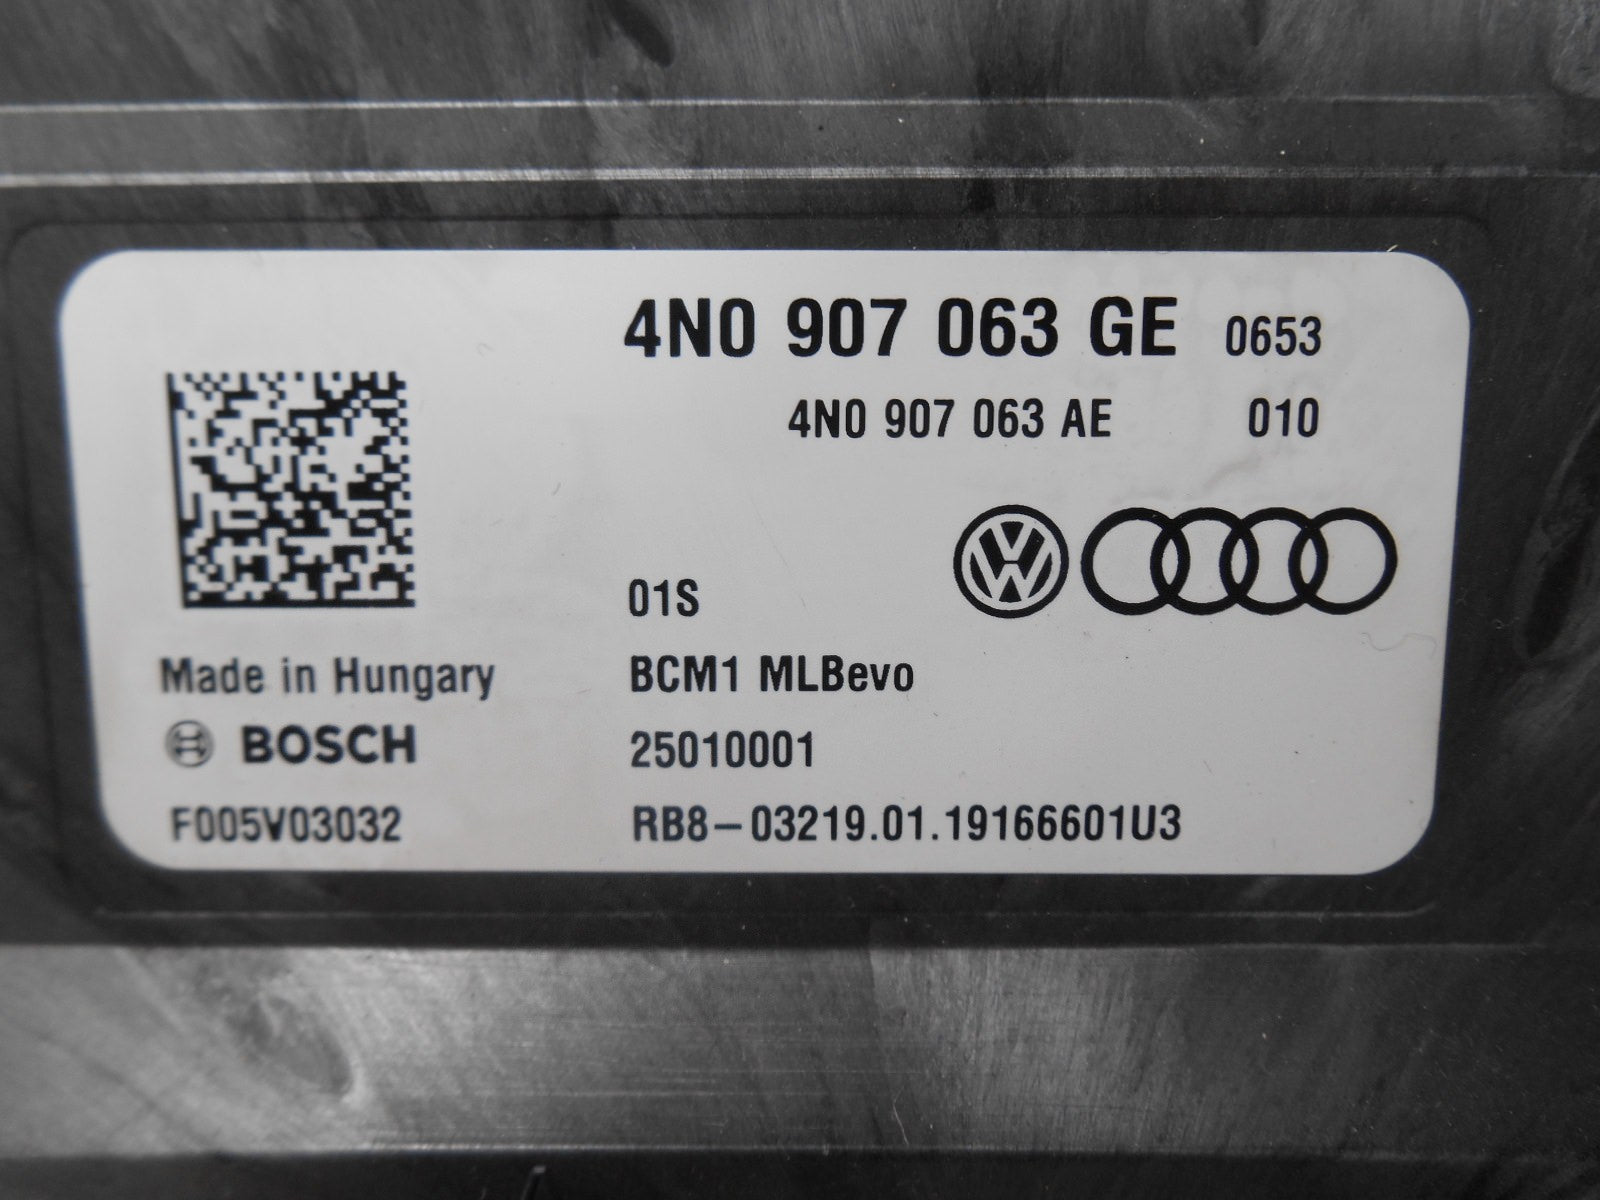 4N0 907 063 GE 0653
4N0 907 063 AE 010
01S
Made in Hungary BCM1 MLBevo
BOSCH 25010001
F005V03032 RB8-03219.01.19166601U3